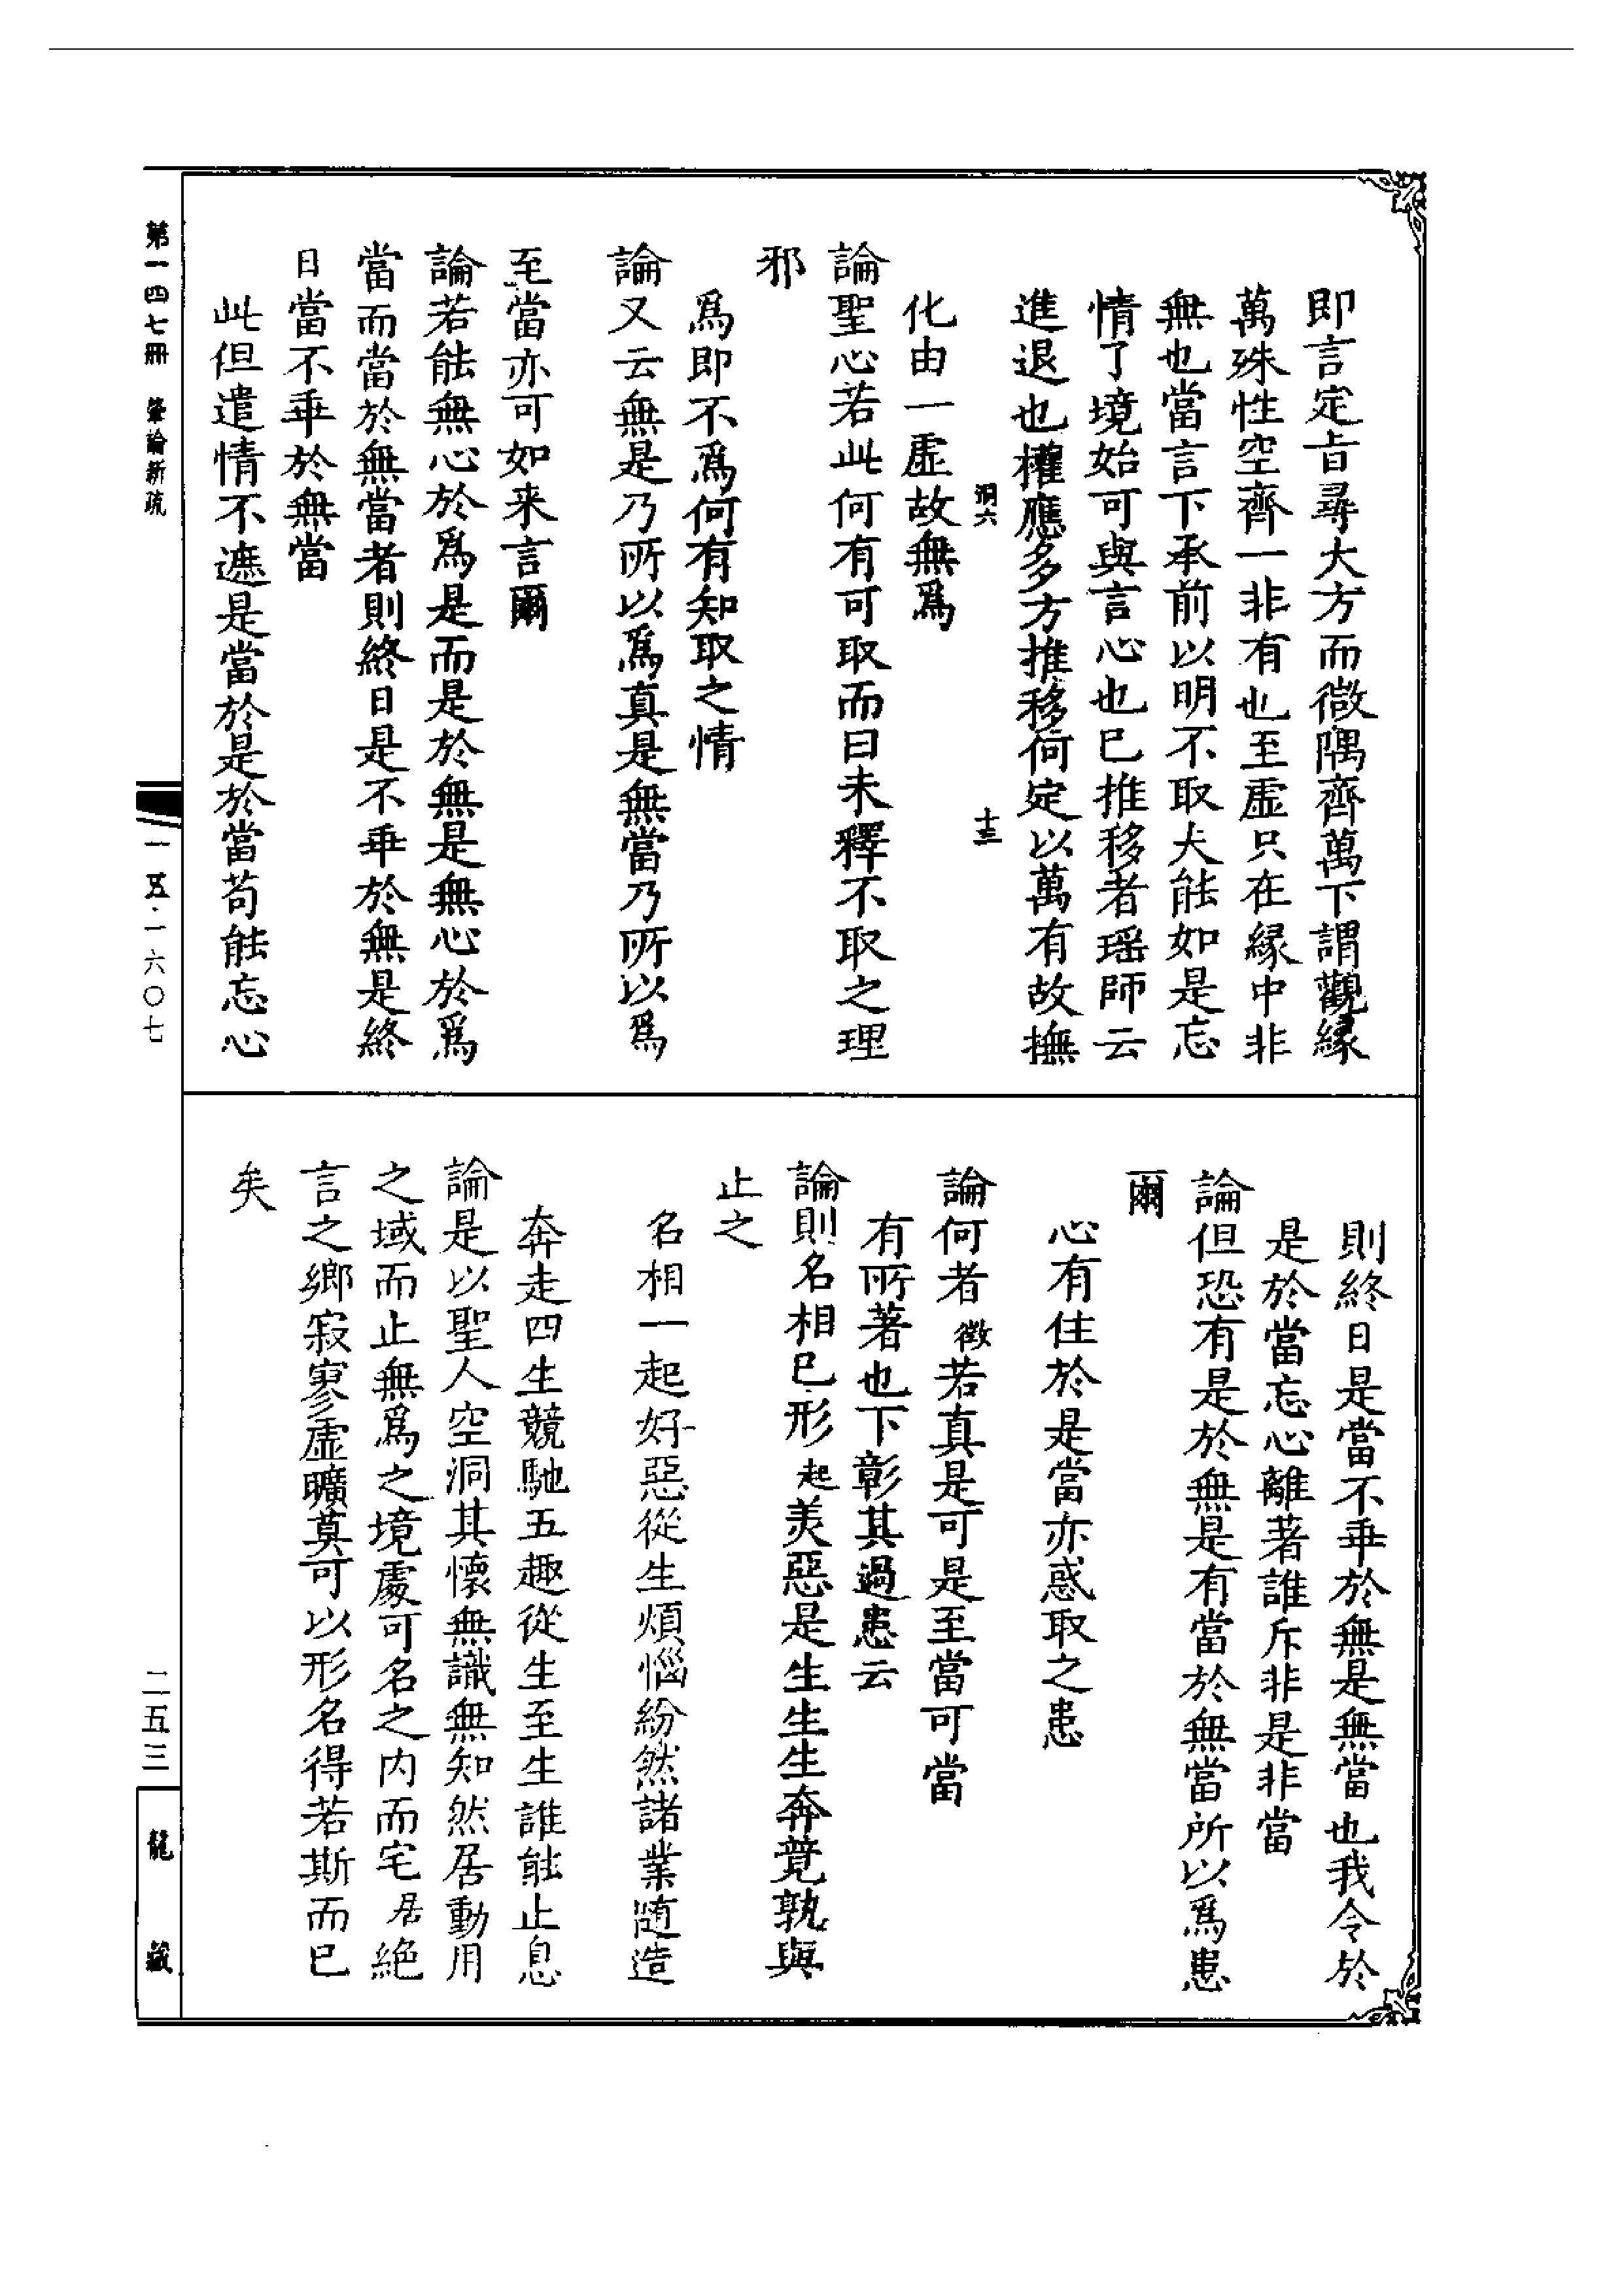 即言定旨尋大方而徵隅齊萬下謂觀緣
萬殊性空齊一非有也至虛只在緣中非
無也當言下承前以明不取夫能如是忘
情了境始可與言心也已推移者瑶師云
進退也權應多方推移何定以萬有故撫
洞六 十三
化由一虛故無爲
論聖心若此何有可取而曰未釋不取之理
邪
爲即不爲何有知取之情
論又云無是乃所以爲真是無當乃所以爲
至當亦可如来言爾
論若能無心於爲是而是於無是無心於爲
當而當於無當者則終日是不乖於無是終
日當不乖於無當
此但遣情不遮是當於是於當苟能忘心
則終日是當不乖於無是無當也我令於
是於當忘心離著誰斥非是非當
論但恐有是於無是有當於無當所以爲患
爾
心有住於是當亦惑取之患
論何者徵若真是可是至當可當
有所著也下彰其過患云
論則名相已形起美惡是生生生奔競孰與
止之
名相一起好惡從生煩惱紛然諸業随造
奔走四生競馳五趣從生至生誰能止息
論是以聖人空洞其懷無識無知然居動用
之域而止無爲之境處可名之内而宅居絶
言之鄉寂寥虛曠莫可以形名得若斯而已
矣
第一四七冊 肇論新疏
一五·一六〇七
二五三
龍藏